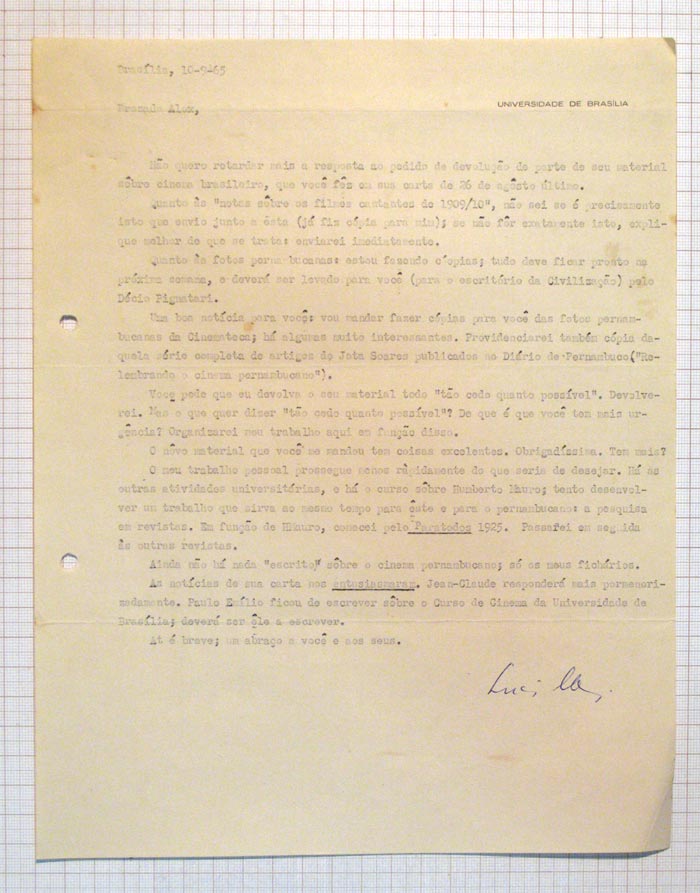 Brasília, 10-9-65
UNIVERSIDADE DE BRASÍLIA
Prezado Alex,
Não quero retardar mais a resposta ao pedido de devolução de parte de seu material
sôbre cinema brasileiro, que você fêz em sua carta de 26 de agôsto último.
Quanto às "notas sôbre os filmes cantantes de 1909/10", não sei se é precisamente
isto que envio junto a êsta (já fiz cópia para mim); se não fôr exatamente isto, expli-
que melhor do que se trata: enviarei imediatamente.
Quanto às fotos pernambucanas: estou fazendo cópias; tudo deve ficar pronto na
próxima semana, e deverá ser levado para você (para o escritório da Civilização) pelo
Décio Pignatari.
Uma boa notícia para você: vou mandar fazer cópias para você das fotos pernam-
bucanas da Cinemateca; há algumas muito interessantes. Providenciarei também cópia da-
quela série completa de artigos de Jota Soares publicados no Diário de Pernambuco("Re-
lembrando o cinema pernambucano").
Você pede que eu devolva o seu material todo "tão cedo quanto possível". Devolve-
rei. Mas o que quer dizer "tão cedo quanto possível"? De que é que você tem mais ur-
gência? Organizarei meu trabalho aqui em função disso.
O nôvo material que você me mandou tem coisas excelentes. Obrigadíssima. Tem mais?
O meu trabalho pessoal prossegue menos ràpidamente do que seria de desejar. Há as
outras atividades universitárias, e há o curso sôbre Humberto Mauro; tento desenvol-
ver um trabalho que sirva ao mesmo tempo para êste e para o pernambucano: a pesquisa
em revistas. Em função de HMauro, comecei pelo Paratodos 1925. Passarei em seguida
às outras revistas.
Ainda não há nada "escrito" sôbre o cinema pernambucano; só os meus fichários.
As notícias de sua carta nos entusiasmaram. Jean-Claude responderá mais pormenori-
zadamente. Paulo Emílio ficou de escrever sôbre o Curso de Cinema da Universidade de
Brasília; deverá ser êle a escrever.
At é breve; um abraço a você e aos seus.